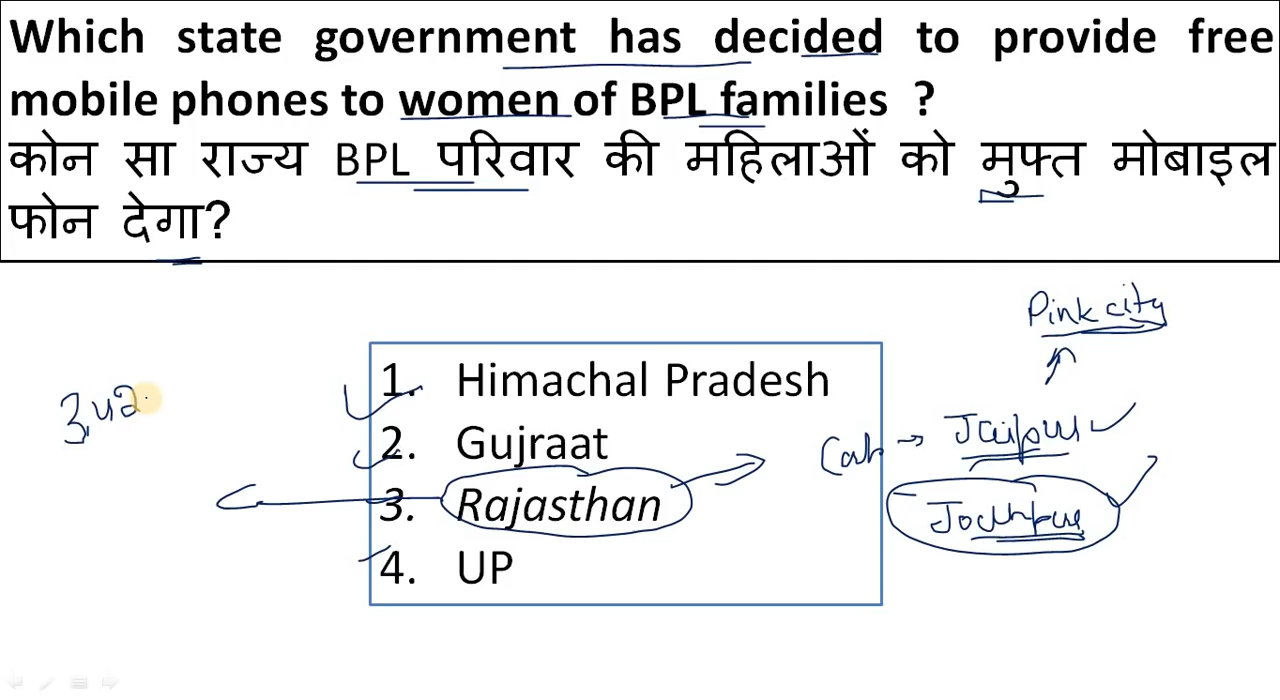 Which state government has decided to provide free
mobile phones to women of BPL families ?
कोन सा राज्य BPL परिवार की महिलाओं को मुफ्त मोबाइल
फोन देगा?
Pink city
1. Himachal Pradesh
Jaipur
2. Gujraat
3. Rajasthan
Jodhpur
4. UP